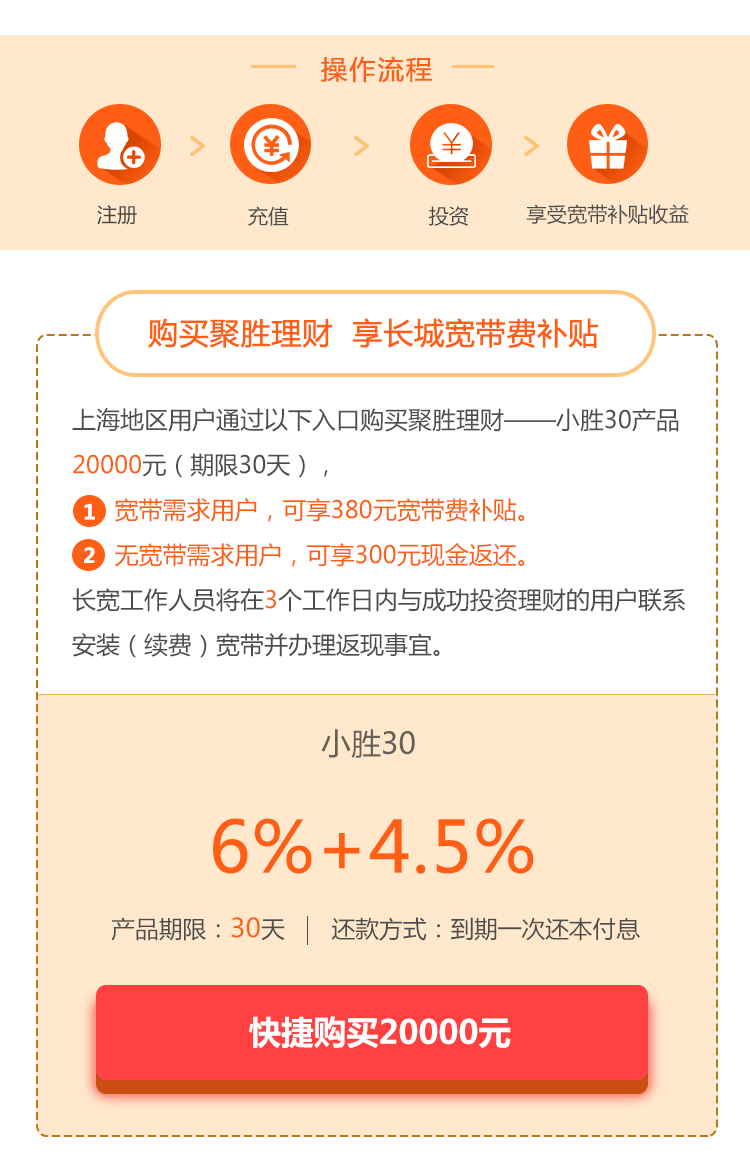 操作流程
注册 充值 投资 享受宽带补贴收益
购买聚胜理财 享长城宽带费补贴
上海地区用户通过以下入口购买聚胜理财——小胜30产品
20000元（期限30天），
1 宽带需求用户，可享380元宽带费补贴。
2 无宽带需求用户，可享300元现金返还。
长宽工作人员将在3个工作日内与成功投资理财的用户联系
安装（续费）宽带并办理返现事宜。
小胜30
6%+4.5%
产品期限：30天 | 还款方式：到期一次还本付息
快捷购买20000元